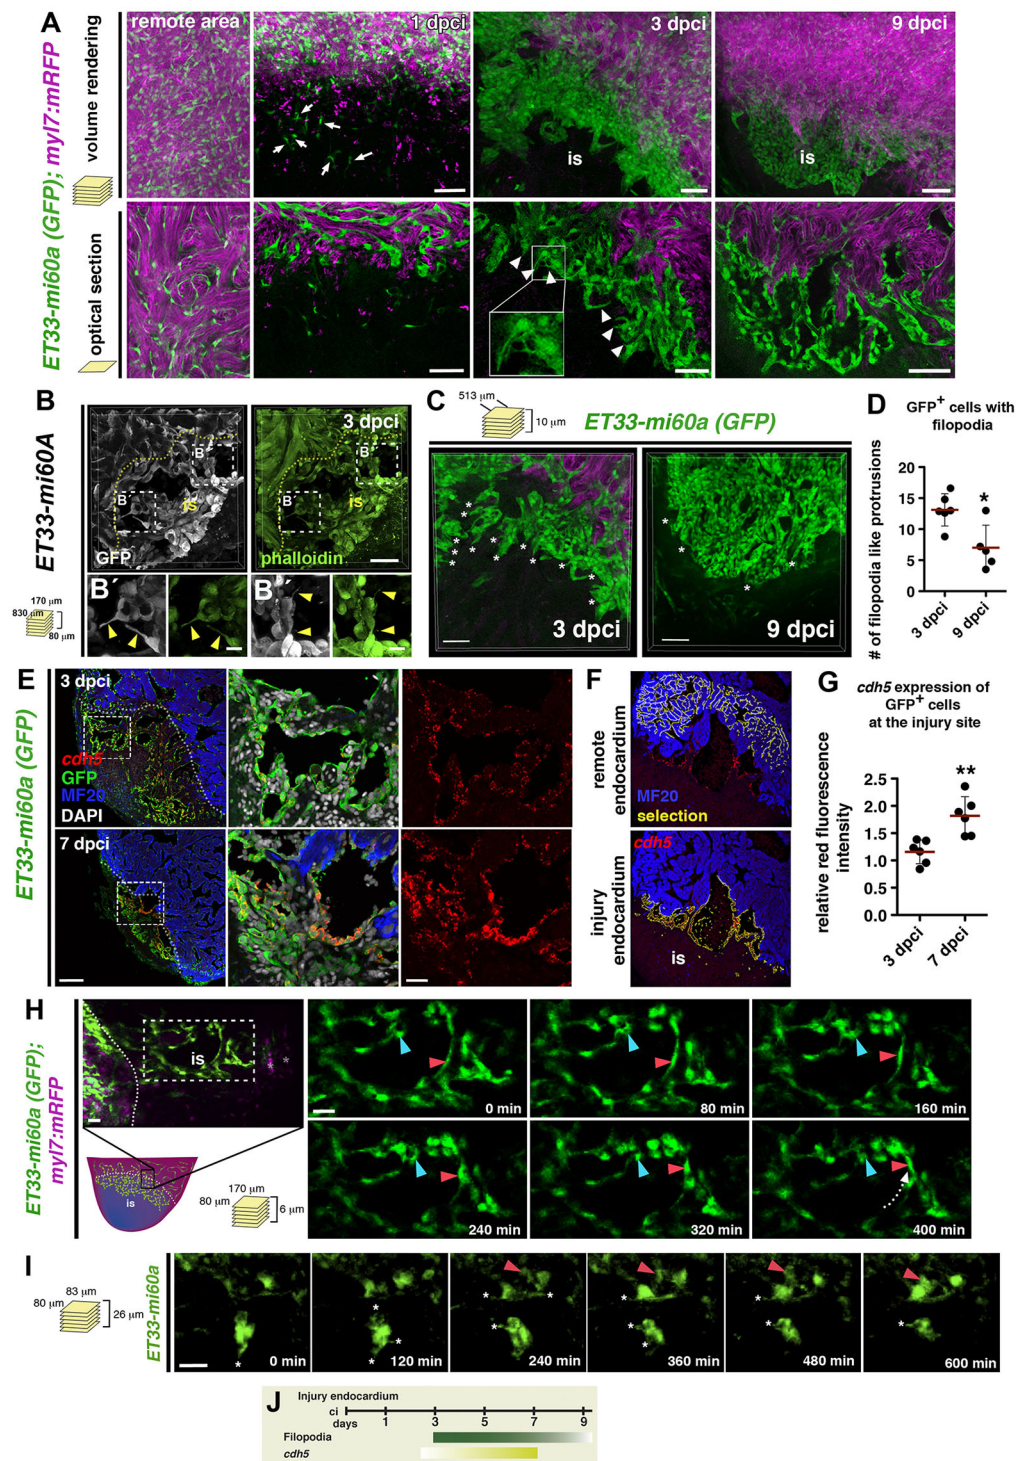 A
ET33-mi60a (GFP); myl7:mRFP
volume rendering
optical section
remote area
1 dpci
3 dpci
9 dpci
is
is
B
ET33-mi60A
3 dpci
B´
B´
B´
B´
is
GFP
phalloidin
B´
B´
170 µm
830 µm
80 µm
C
513 µm
10 µm
ET33-mi60a (GFP)
3 dpci
9 dpci
D
GFP+ cells with
filopodia
# of filopodia like protrusions
20
15
10
5
0
*
3 dpci
9 dpci
E
ET33-mi60a (GFP)
3 dpci
cdh5
GFP
MF20
DAPI
7 dpci
F
remote
endocardium
MF20
selection
injury
endocardium
cdh5
is
G
cdh5 expression of
GFP+ cells
at the injury site
relative red fluorescence
intensity
2.5
2.0
1.5
1.0
0.5
0.0
**
3 dpci
7 dpci
H
ET33-mi60a (GFP);
myl7:mRFP
is
0 min
80 min
160 min
240 min
320 min
400 min
is
170 µm
80 µm
6 µm
I
83 µm
80 µm
26 µm
ET33-mi60a
0 min
120 min
240 min
360 min
480 min
600 min
J
Injury endocardium
ci
days
1
3
5
7
9
Filopodia
cdh5